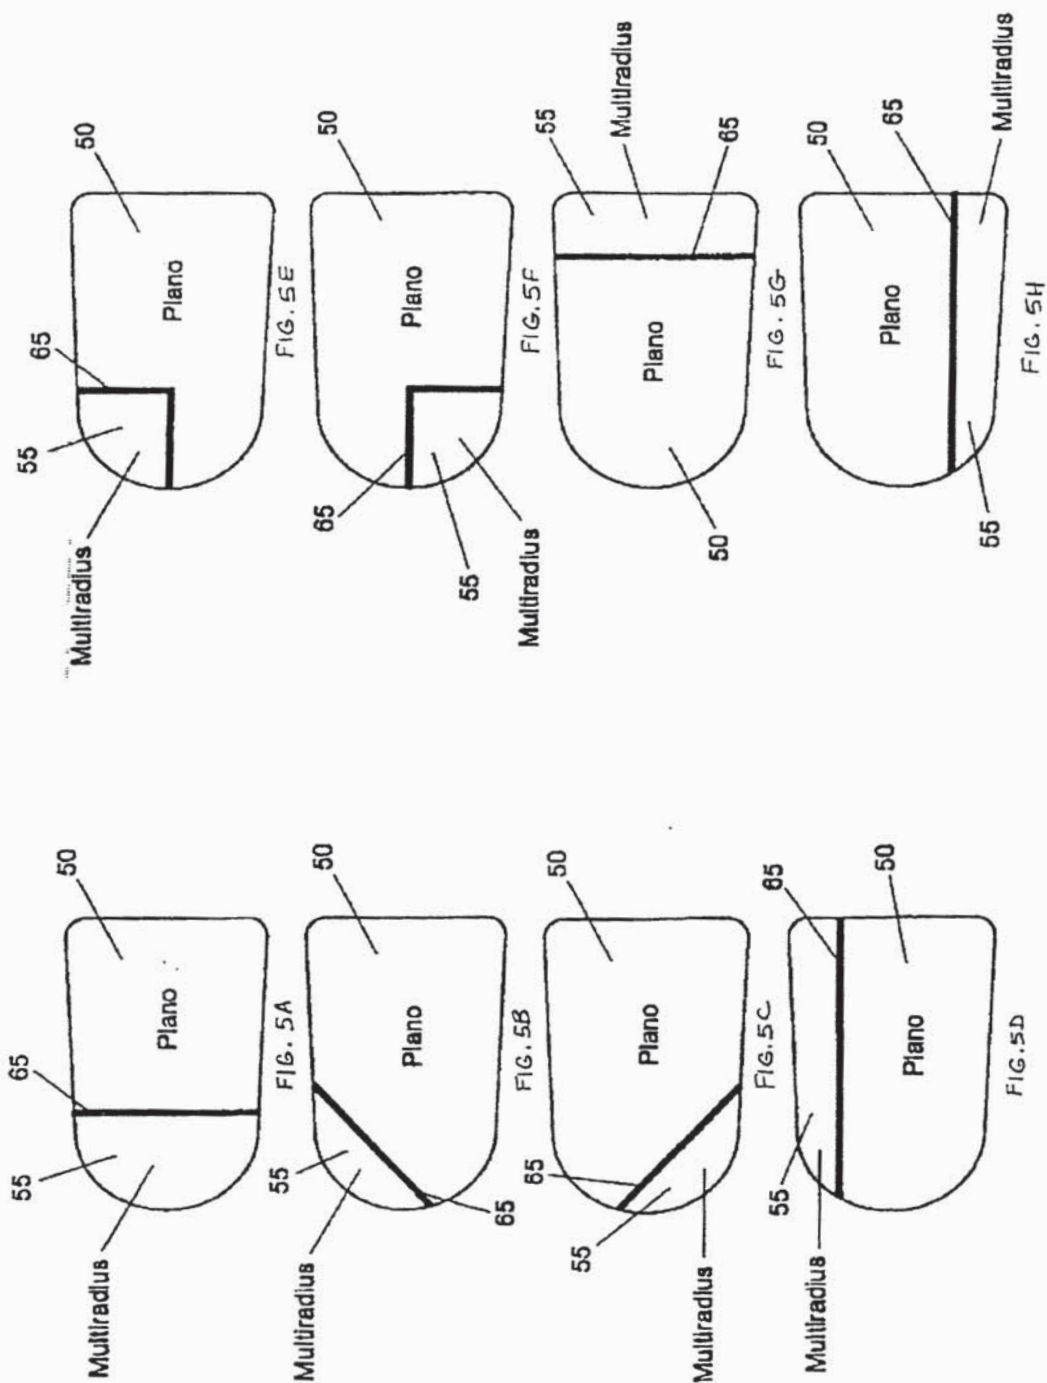 50
65
55
Plano
Multiradius
FIG. 5A
50
55
65
Plano
Multiradius
FIG. 5B
50
65
55
Plano
Multiradius
FIG. 5C
65
50
55
Plano
Multiradius
FIG. 5D
50
65
55
Plano
Multiradius
FIG. 5E
50
65
55
Plano
Multiradius
FIG. 5F
55
Multiradius
65
Plano
50
FIG. 5G
50
65
Plano
Multiradius
55
FIG. 5H